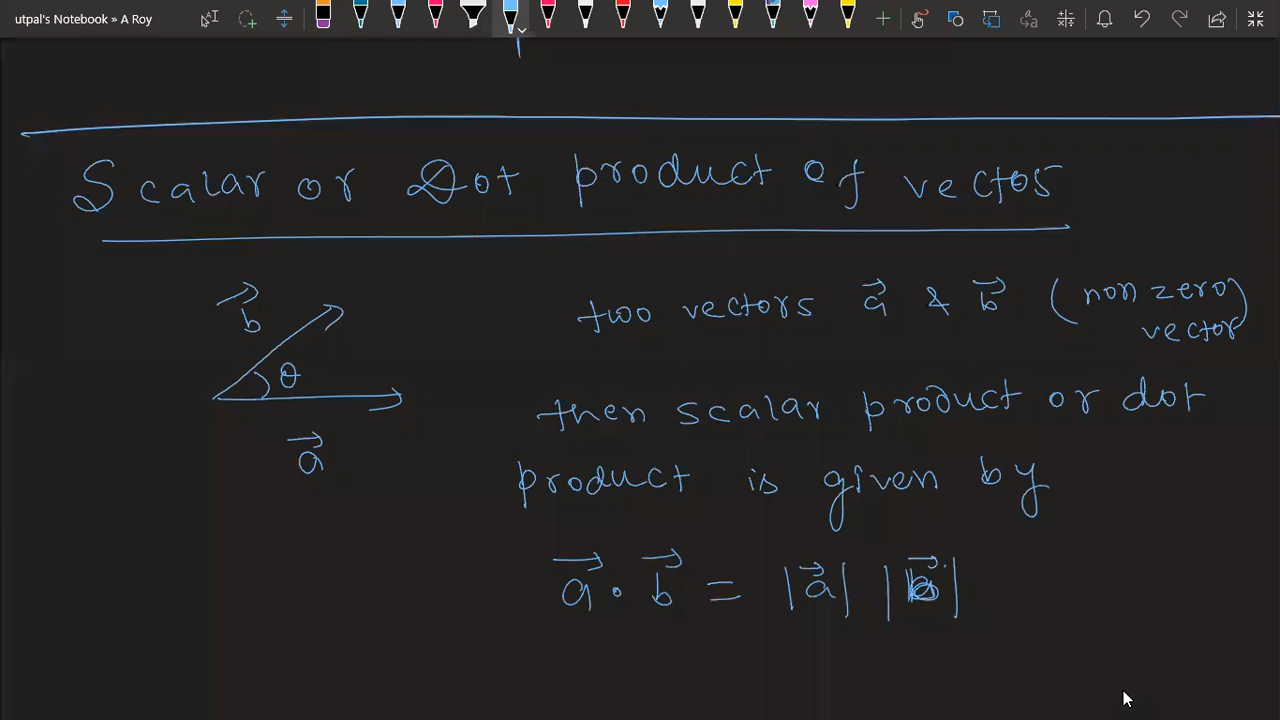 utpal's Notebook » A Roy
Scalar or Dot product of vectos
b⃗
θ
a⃗
two vectors a⃗ & b⃗ (non zero vector)
then scalar product or dot
product is given by
a⃗ . b⃗ = |a⃗| |b⃗|